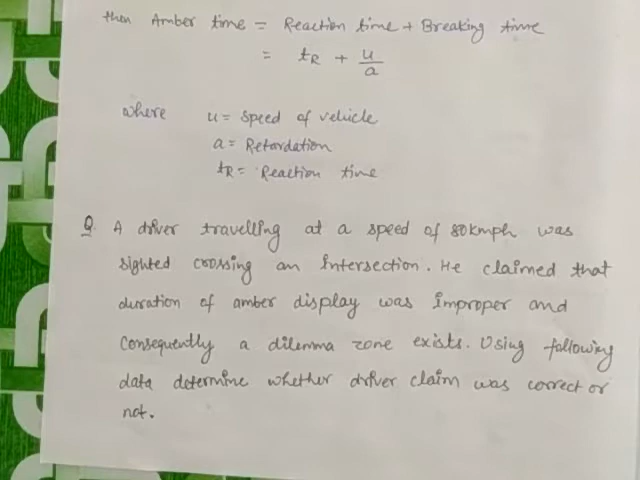 then Amber time = Reaction time + Breaking time
= tR + u/a
where u = speed of vehicle
a = Retardation
tR = Reaction time
Q. A driver travelling at a speed of 80kmph was
sighted crossing an intersection. He claimed that
duration of amber display was improper and
consequently a dilemma zone exists. Using following
data determine whether driver claim was correct or
not.